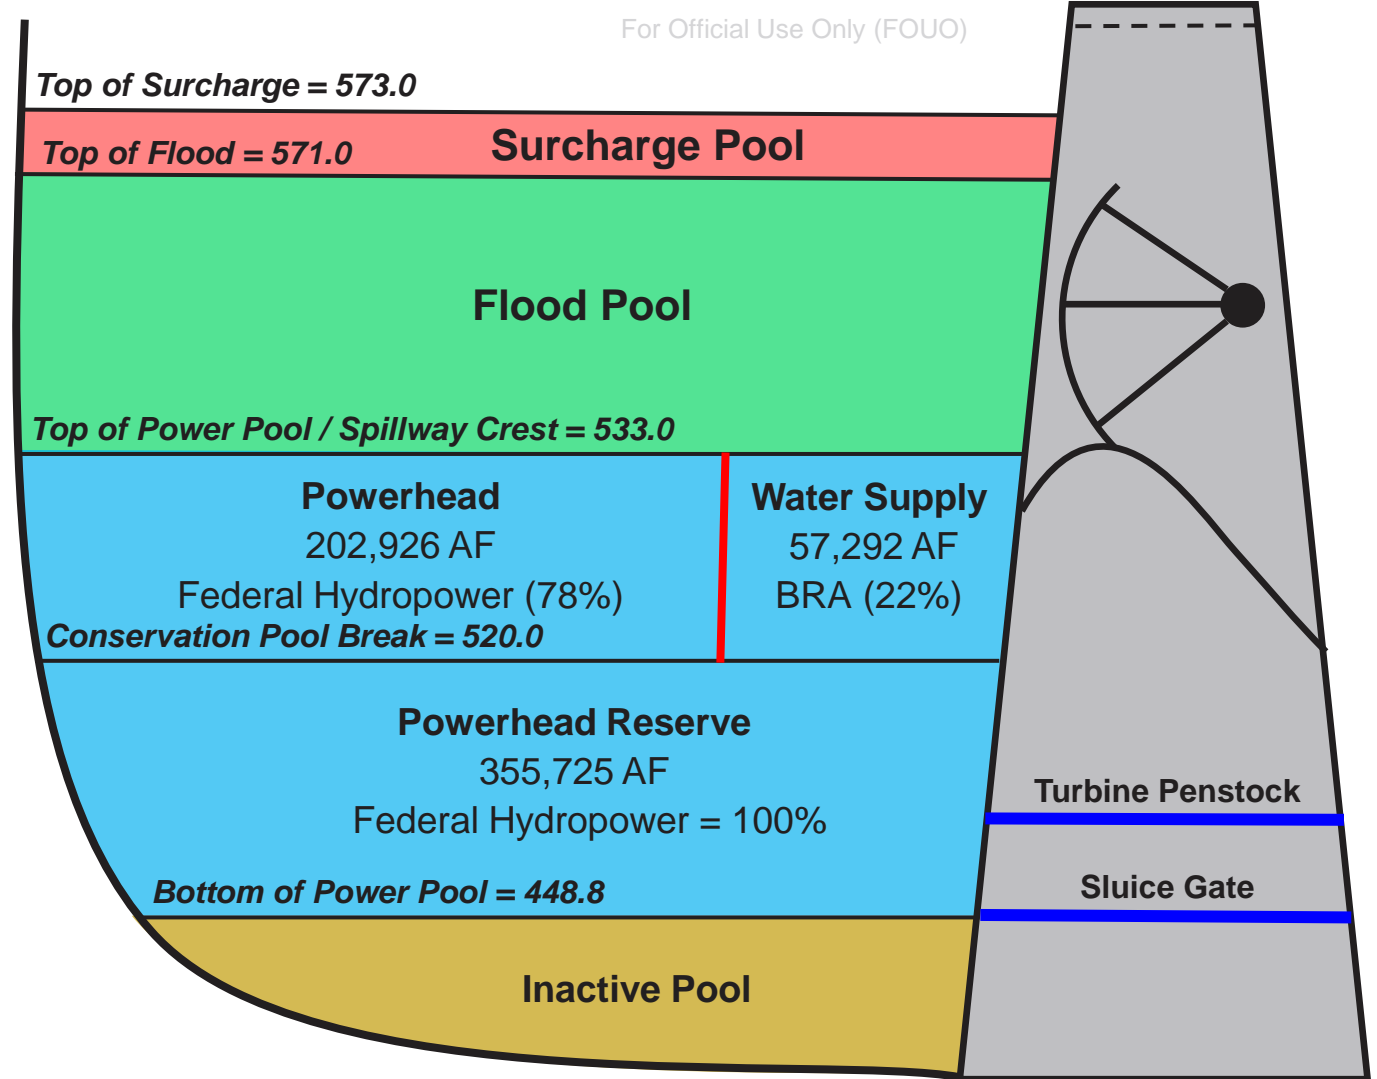 For Official Use Only (FOUO)
Top of Surcharge = 573.0
Surcharge Pool
Top of Flood = 571.0
Flood Pool
Top of Power Pool / Spillway Crest = 533.0
Powerhead
202,926 AF
Federal Hydropower (78%)
Water Supply
57,292 AF
BRA (22%)
Conservation Pool Break = 520.0
Powerhead Reserve
355,725 AF
Federal Hydropower = 100%
Turbine Penstock
Bottom of Power Pool = 448.8
Sluice Gate
Inactive Pool